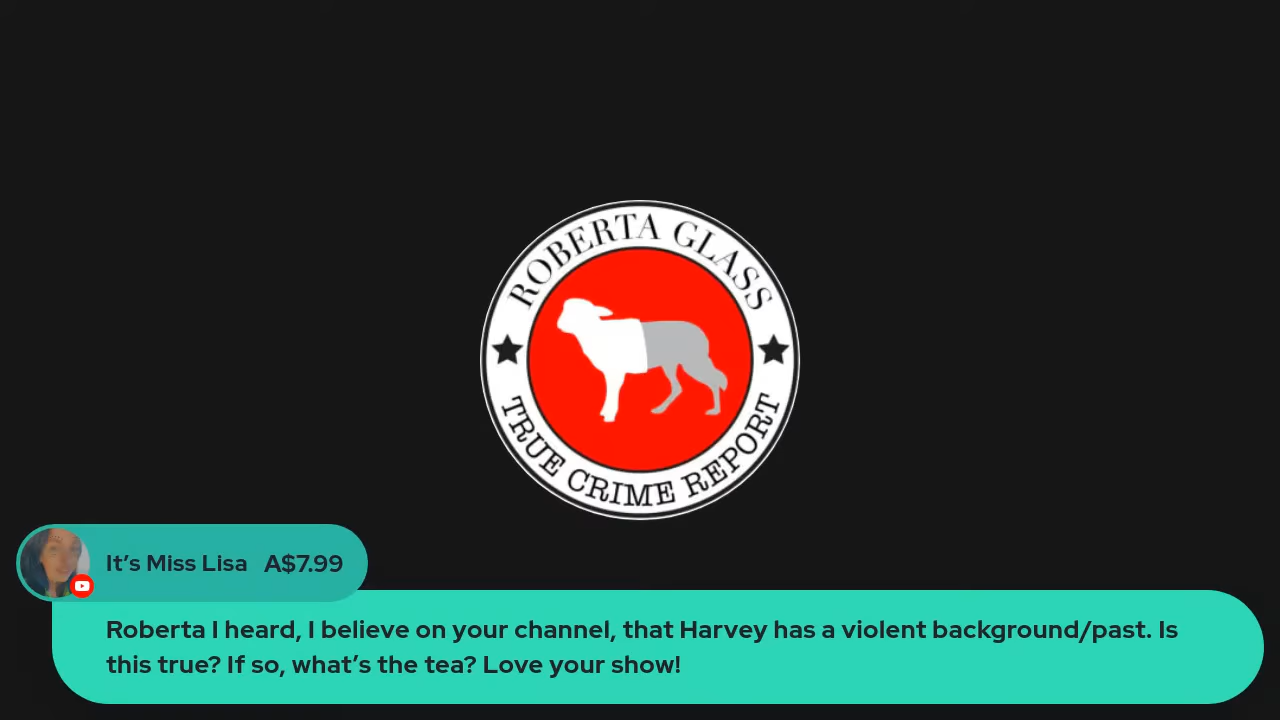 ROBERTA GLASS
TRUE CRIME REPORT
It’s Miss Lisa A$7.99
Roberta I heard, I believe on your channel, that Harvey has a violent background/past. Is
this true? If so, what’s the tea? Love your show!